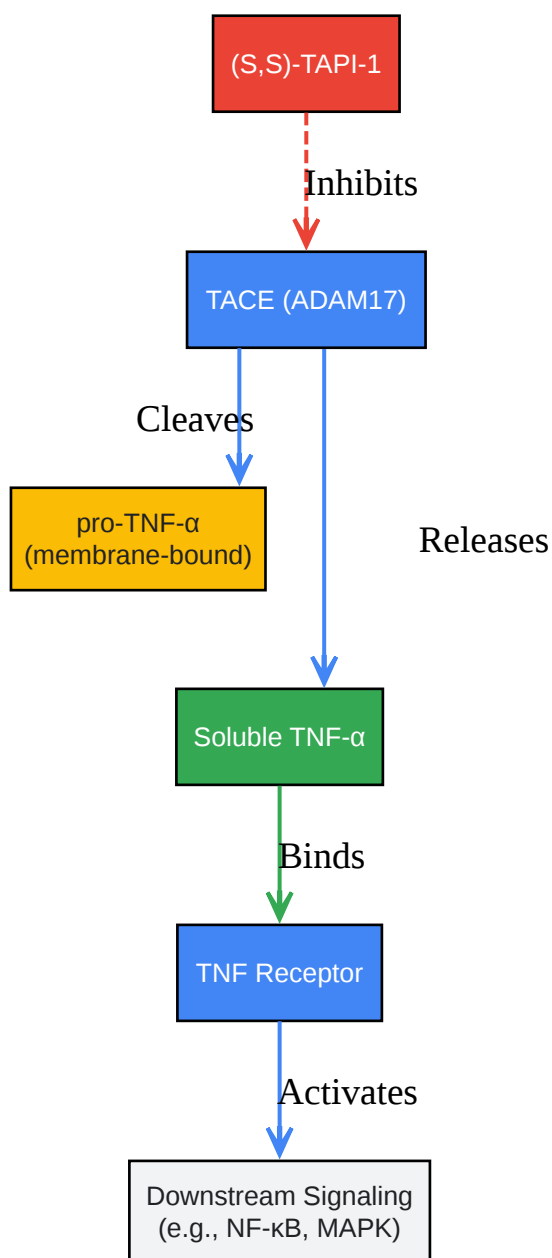 (S,S)-TAPI-1
Inhibits
TACE (ADAM17)
Cleaves
pro-TNF-α
(membrane-bound)
Releases
Soluble TNF-α
Binds
TNF Receptor
Activates
Downstream Signaling
(e.g., NF-κB, MAPK)